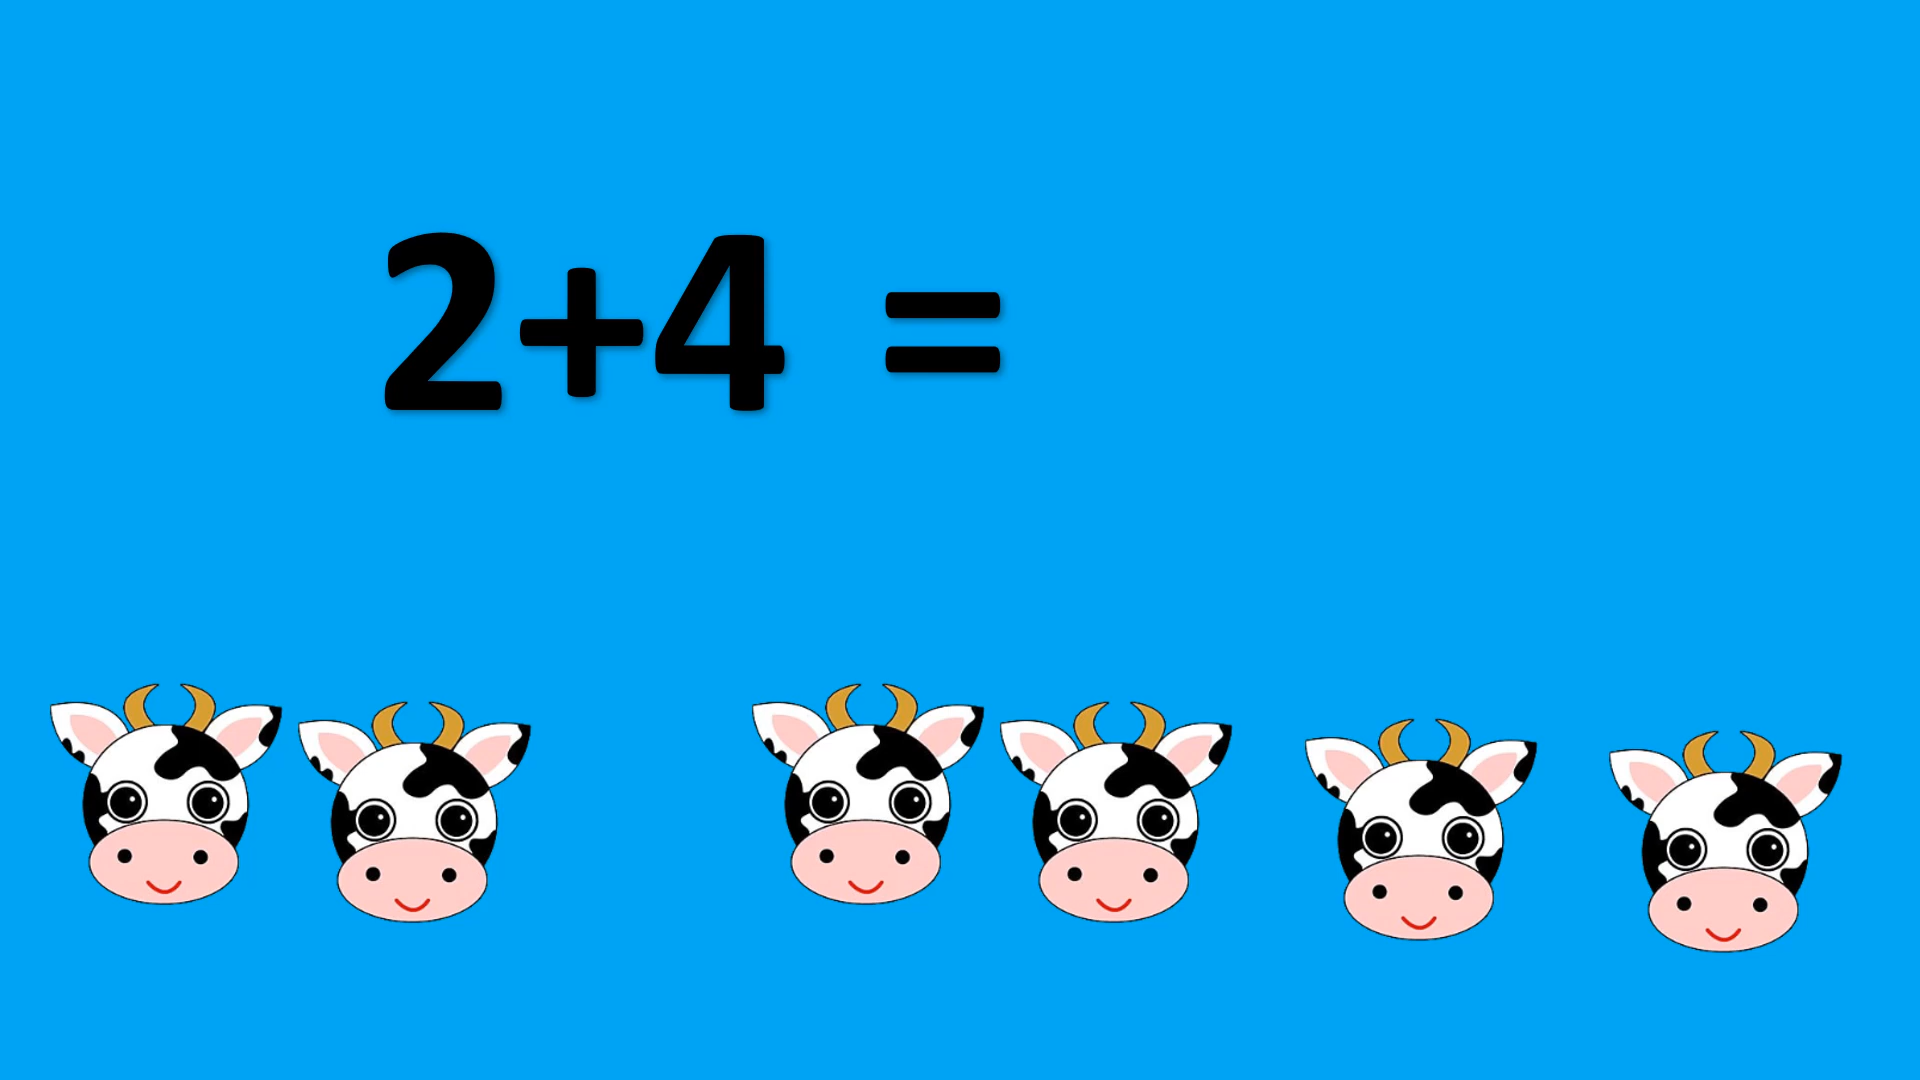 2+4 =